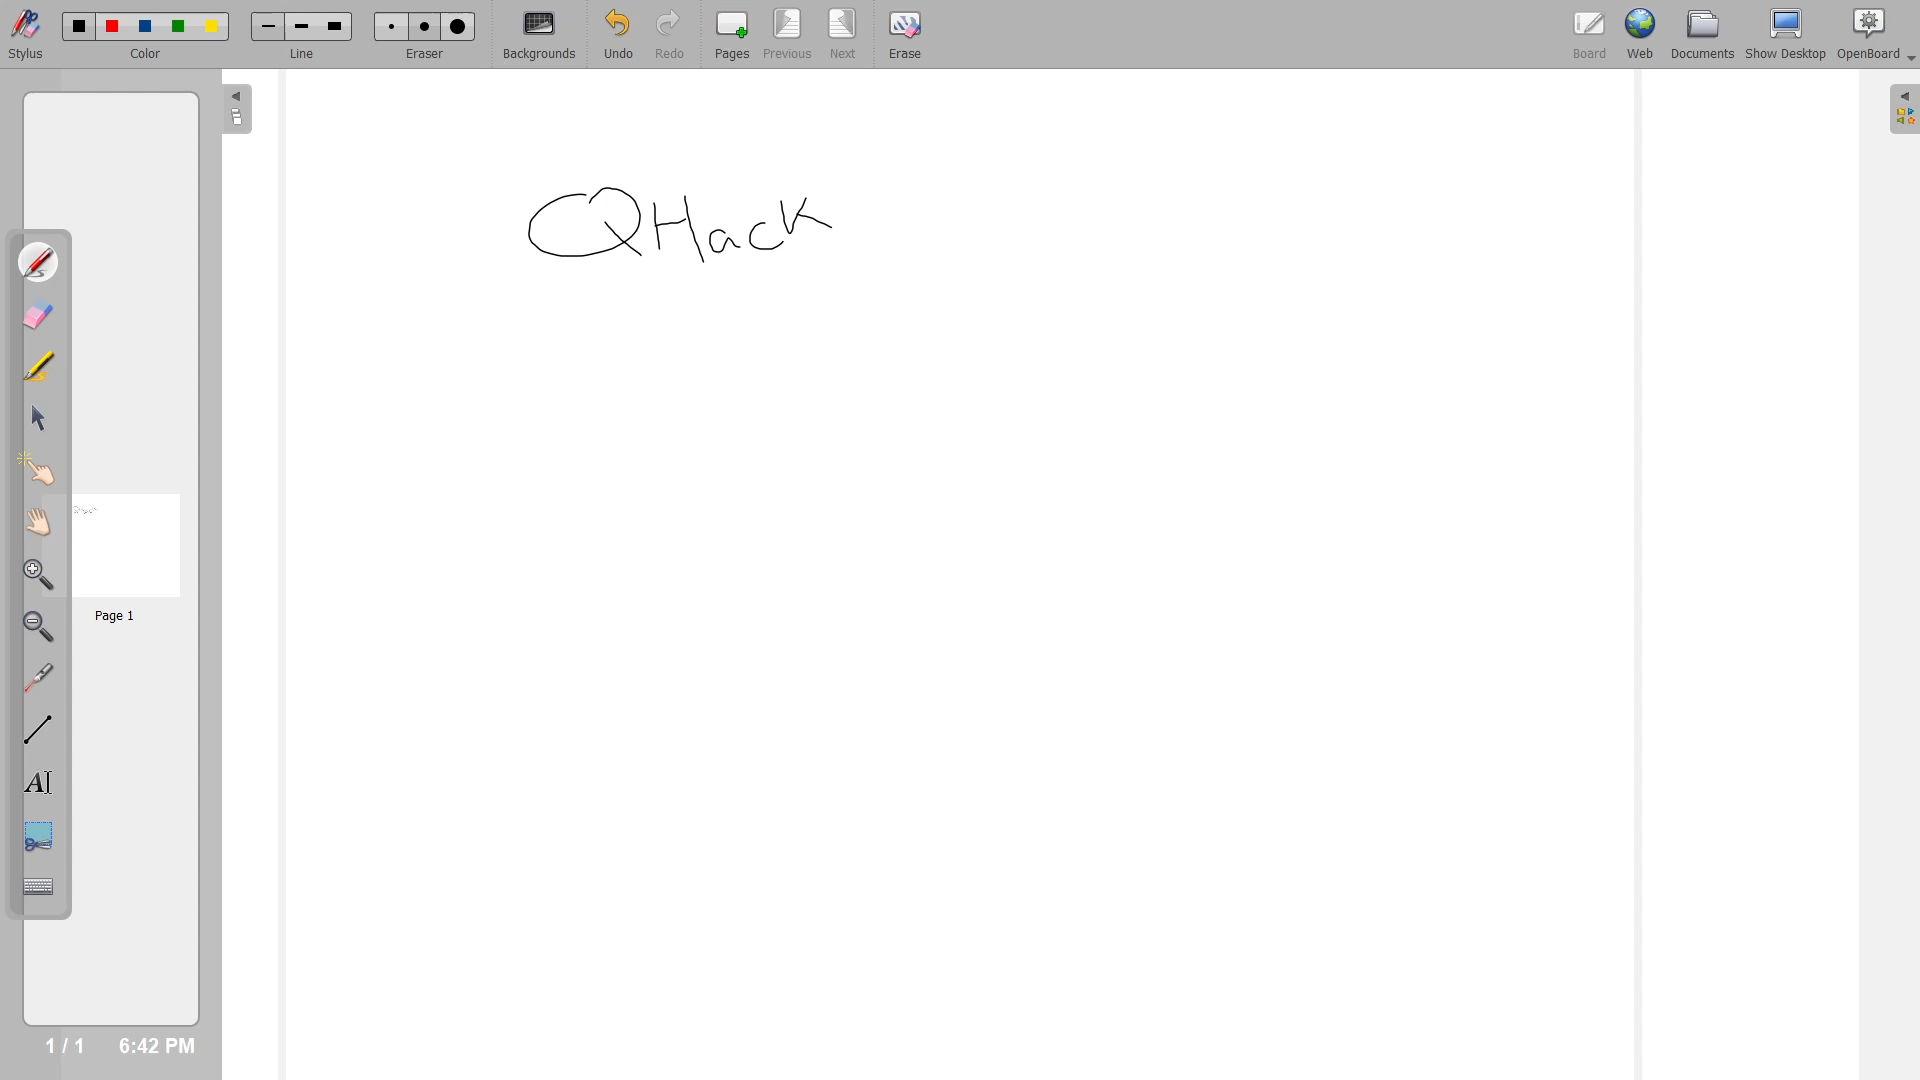 Stylus Color Line Eraser Backgrounds Undo Redo Pages Previous Next Erase Board Web Documents Show Desktop OpenBoard
QHack
AI
Page 1
1 / 1 6:42 PM